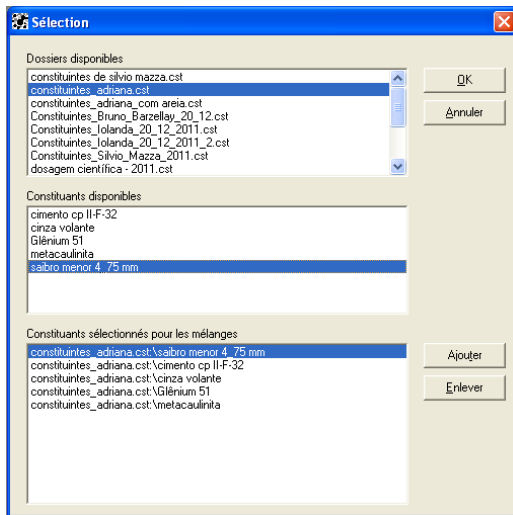 Sélection
Dossiers disponibles
constituintes de silvio mazza.cst
constituintes_adriana.cst
constituintes_adriana_com areia.cst
Constituintes_Bruno_Barzellay_20_12.cst
Constituintes_Iolanda_20_12_2011.cst
Constituintes_Iolanda_20_12_2011_2.cst
Constituintes_Silvio_Mazza_2011.cst
dosagem científica - 2011.cst
OK
Annuler
Constituants disponibles
cimento cp II-F-32
cinza volante
Glênium 51
metacaulinita
saibro menor 4_75 mm
Constituants sélectionnés pour les mélanges
constituintes_adriana.cst:\saibro menor 4_75 mm
constituintes_adriana.cst:\cimento cp II-F-32
constituintes_adriana.cst:\cinza volante
constituintes_adriana.cst:\Glênium 51
constituintes_adriana.cst:\metacaulinita
Ajouter
Enlever